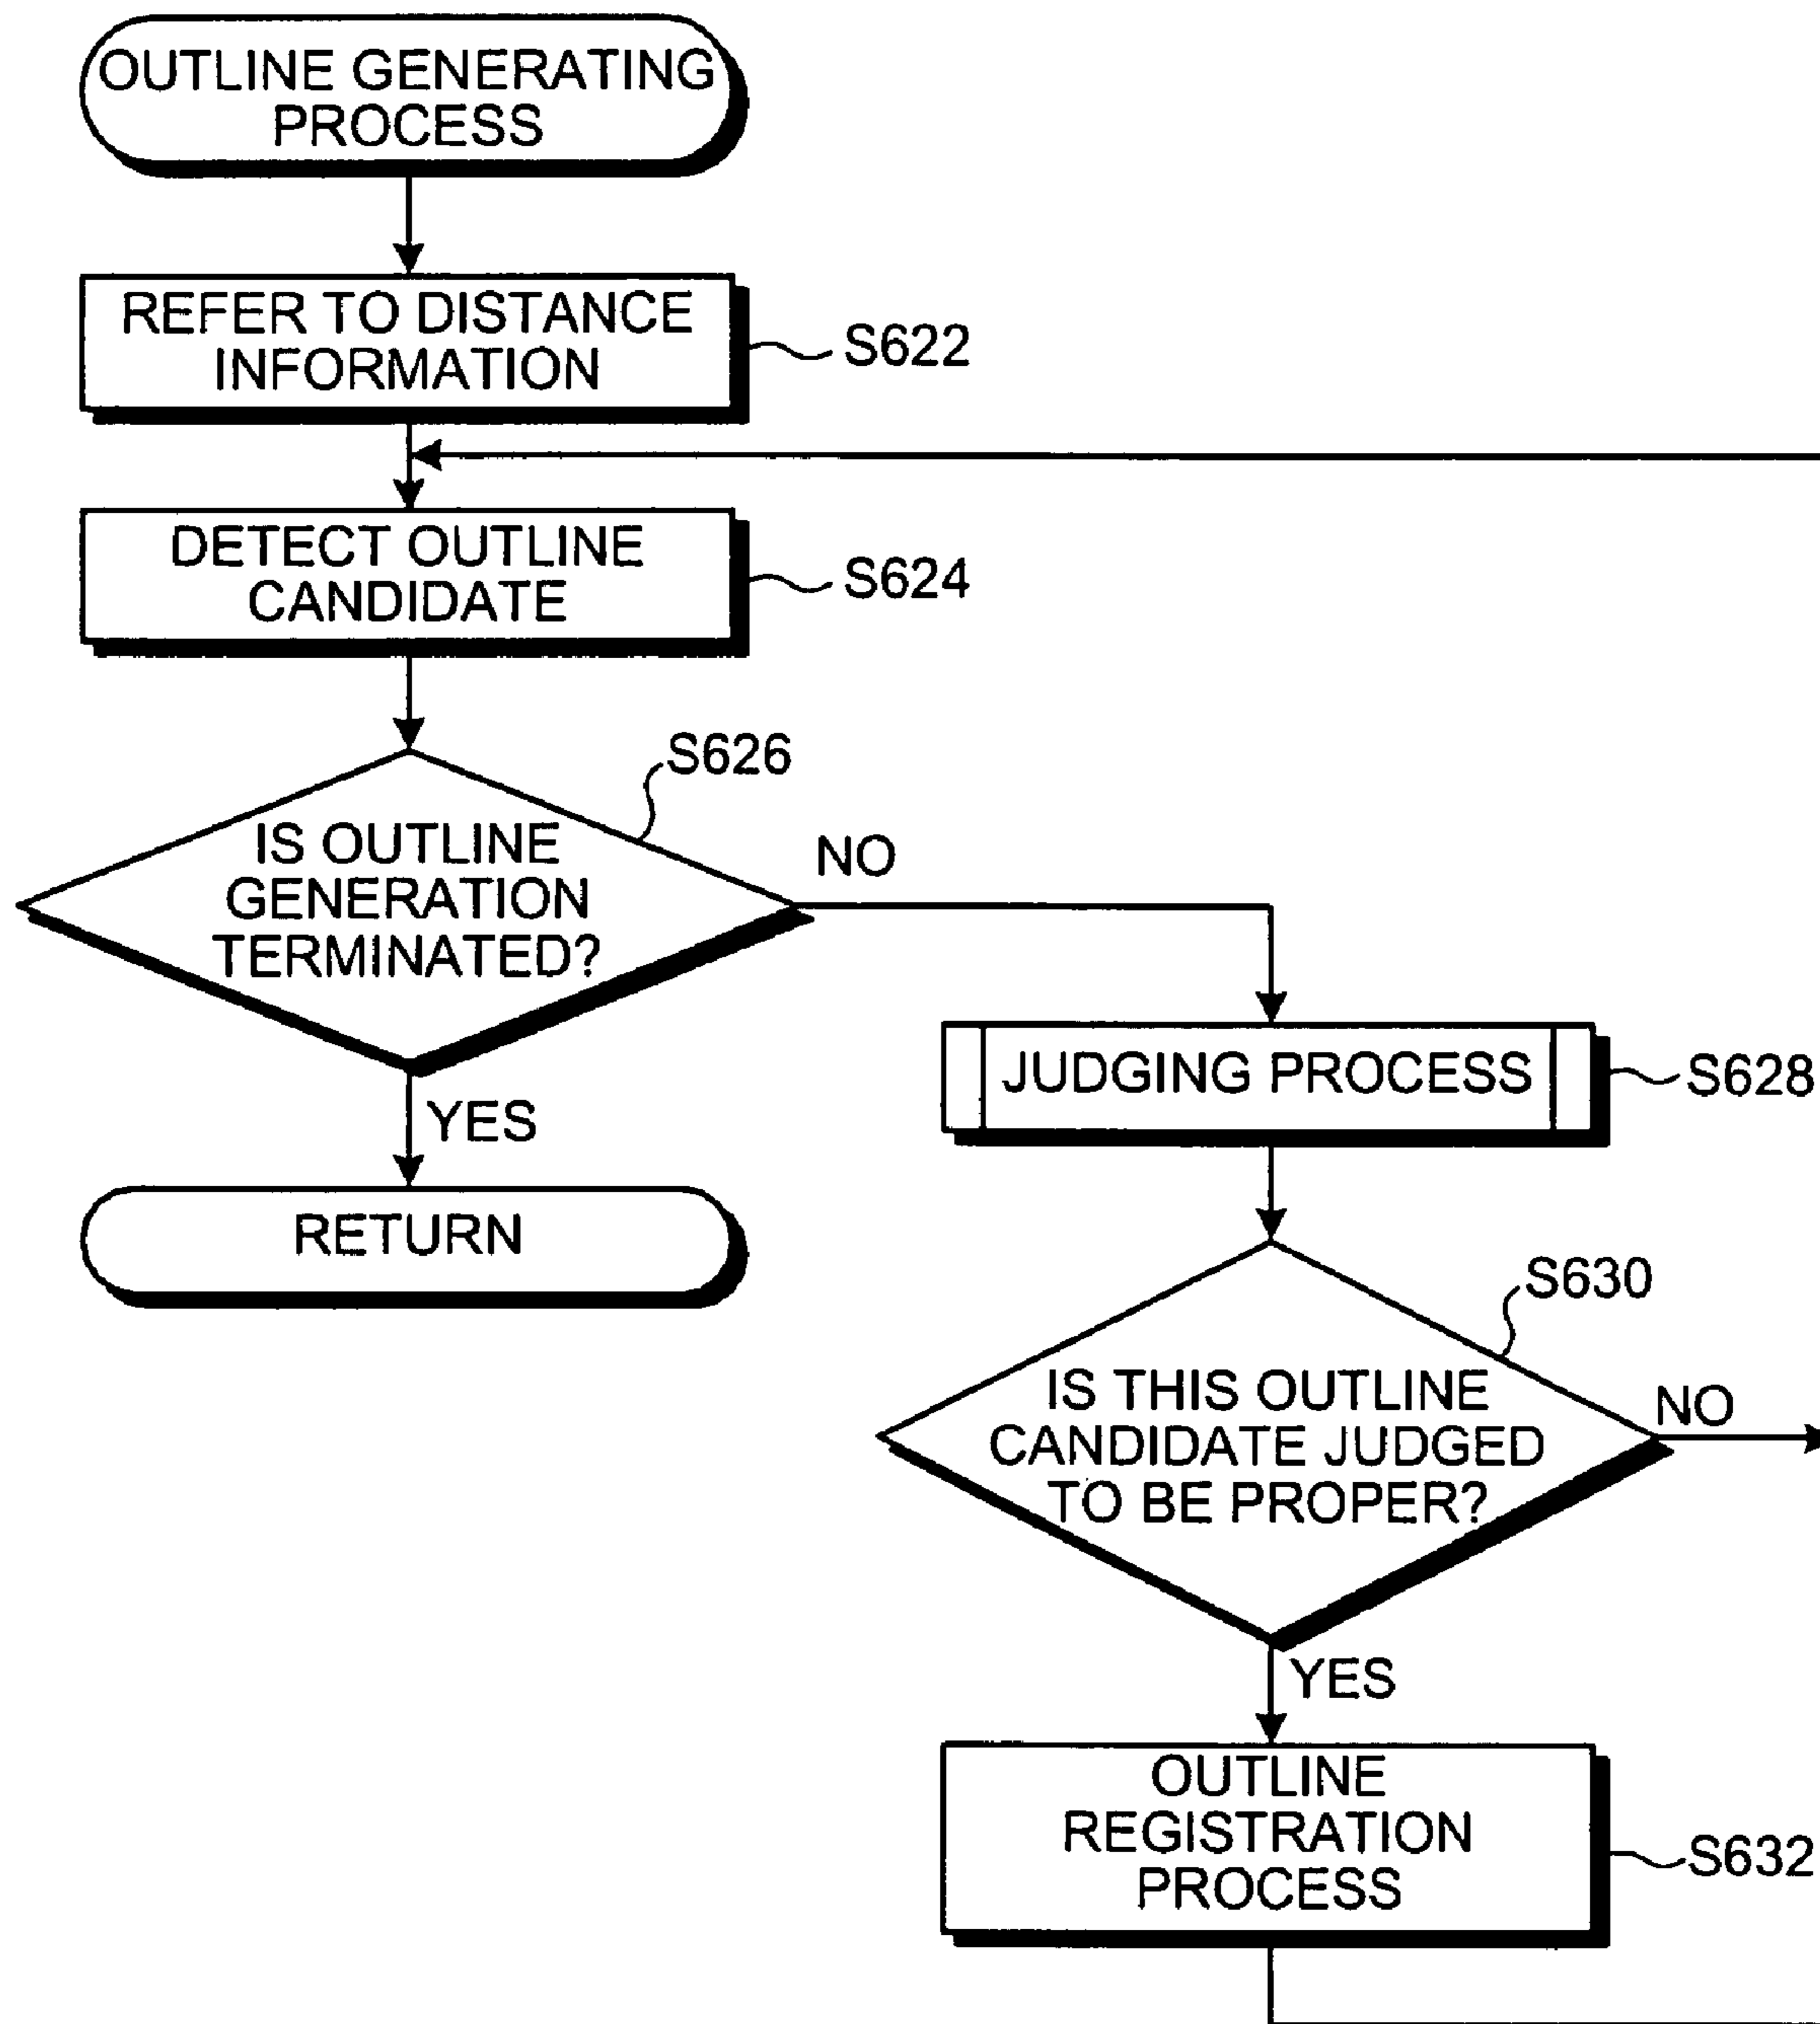 OUTLINE GENERATING
PROCESS
REFER TO DISTANCE
INFORMATION
S622
DETECT OUTLINE
CANDIDATE
S624
S626
IS OUTLINE
GENERATION
TERMINATED?
NO
YES
RETURN
JUDGING PROCESS
S628
S630
IS THIS OUTLINE
CANDIDATE JUDGED
TO BE PROPER?
NO
YES
OUTLINE
REGISTRATION
PROCESS
S632